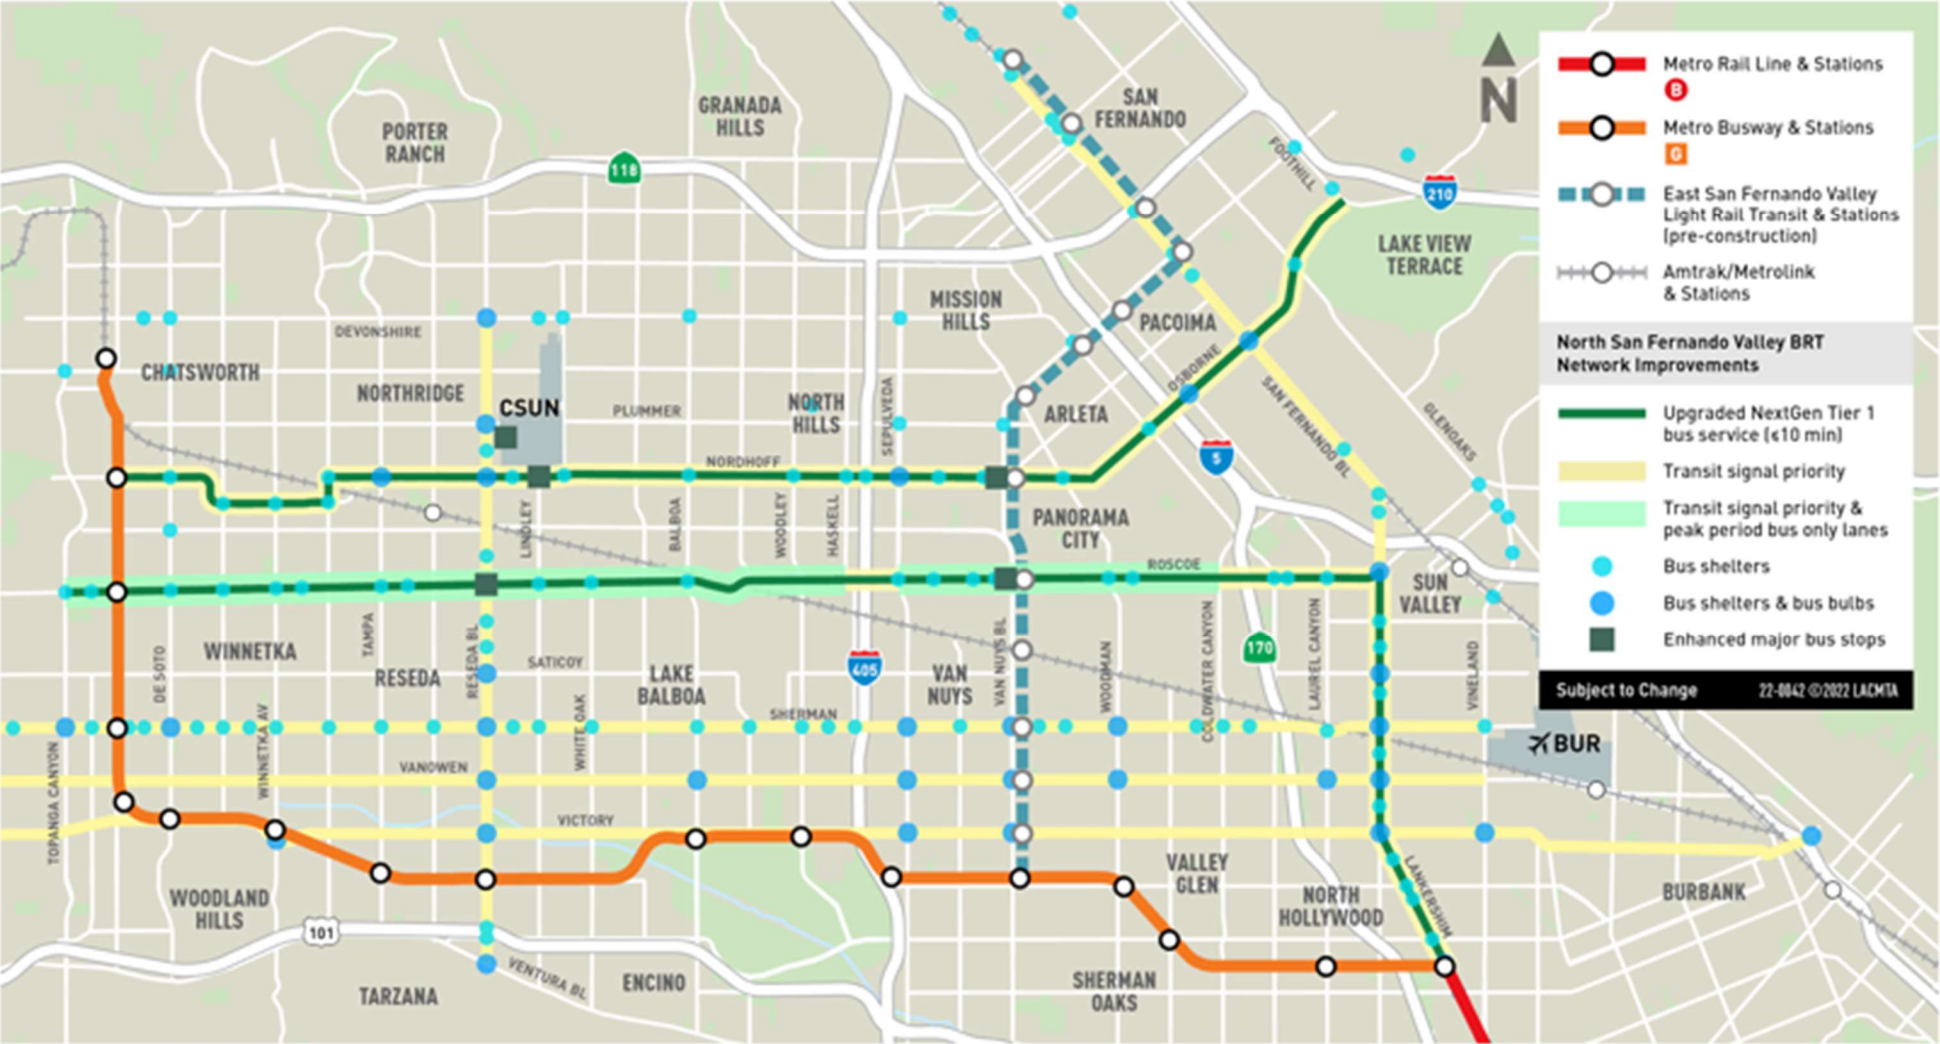 SAN
FERNANDO
GRANADA
HILLS
PORTER
RANCH
118
FOOTHILL
210
N
LAKE VIEW
TERRACE
MISSION
HILLS
PACOIMA
DEVONSHIRE
CHATSWORTH
NORTHRIDGE
CSUN
PLUMMER
NORTH
HILLS
SEPULVEDA
ARLETA
OSBORNE
SAN FERNANDO BL
GLENOAKS
5
NORDHOFF
LINDLEY
BALBOA
WOODLEY
HASKELL
PANORAMA
CITY
ROSCOE
SUN
VALLEY
TAMPA
RESEDA BL
WINNETKA
DE SOTO
RESEDA
SATICOY
LAKE
BALBOA
405
VAN
NUYS
VAN NUYS BL
WOODMAN
COLDWATER CANYON
170
LAUREL CANYON
VINELAND
SHERMAN
WHITE OAK
BUR
TOPANGA CANYON
WINNETKA AV
VANOWEN
VICTORY
VALLEY
GLEN
LANKERSHIM
BURBANK
WOODLAND
HILLS
101
NORTH
HOLLYWOOD
TARZANA
VENTURA BL
ENCINO
SHERMAN
OAKS
Metro Rail Line & Stations
B
Metro Busway & Stations
G
East San Fernando Valley
Light Rail Transit & Stations
(pre-construction)
Amtrak/Metrolink
& Stations
North San Fernando Valley BRT
Network Improvements
Upgraded NextGen Tier 1
bus service (≤10 min)
Transit signal priority
Transit signal priority &
peak period bus only lanes
Bus shelters
Bus shelters & bus bulbs
Enhanced major bus stops
Subject to Change
22-0042 ©2022 LACMTA